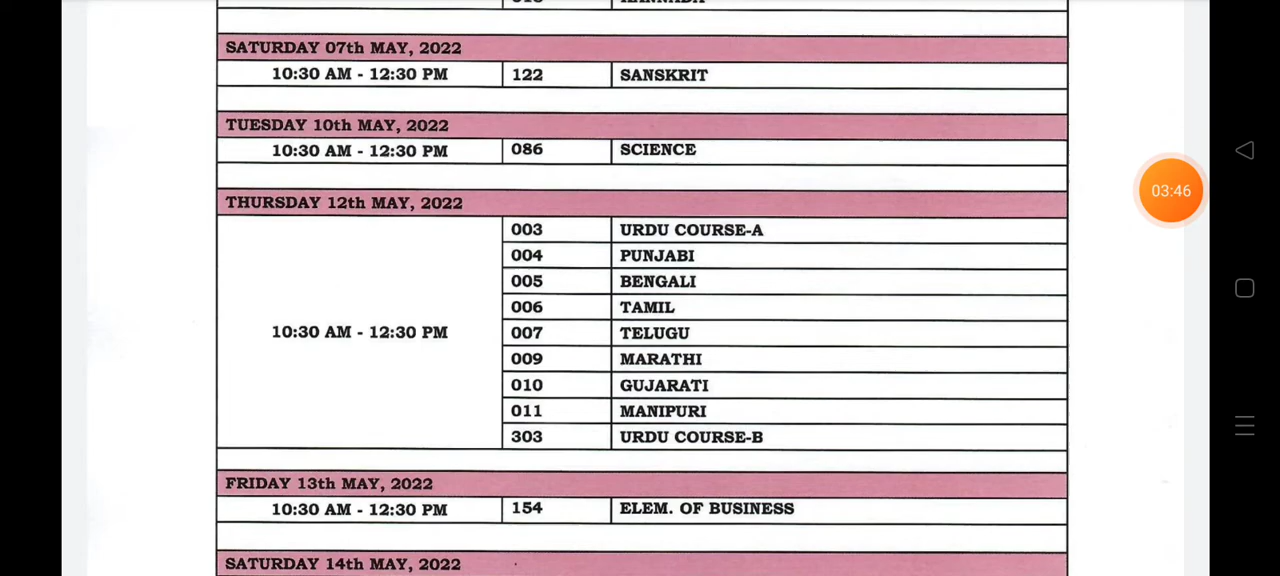 SATURDAY 07th MAY, 2022
10:30 AM - 12:30 PM 122 SANSKRIT
TUESDAY 10th MAY, 2022
10:30 AM - 12:30 PM 086 SCIENCE
THURSDAY 12th MAY, 2022
003 URDU COURSE-A
004 PUNJABI
005 BENGALI
006 TAMIL
10:30 AM - 12:30 PM 007 TELUGU
009 MARATHI
010 GUJARATI
011 MANIPURI
303 URDU COURSE-B
FRIDAY 13th MAY, 2022
10:30 AM - 12:30 PM 154 ELEM. OF BUSINESS
SATURDAY 14th MAY, 2022
03:46